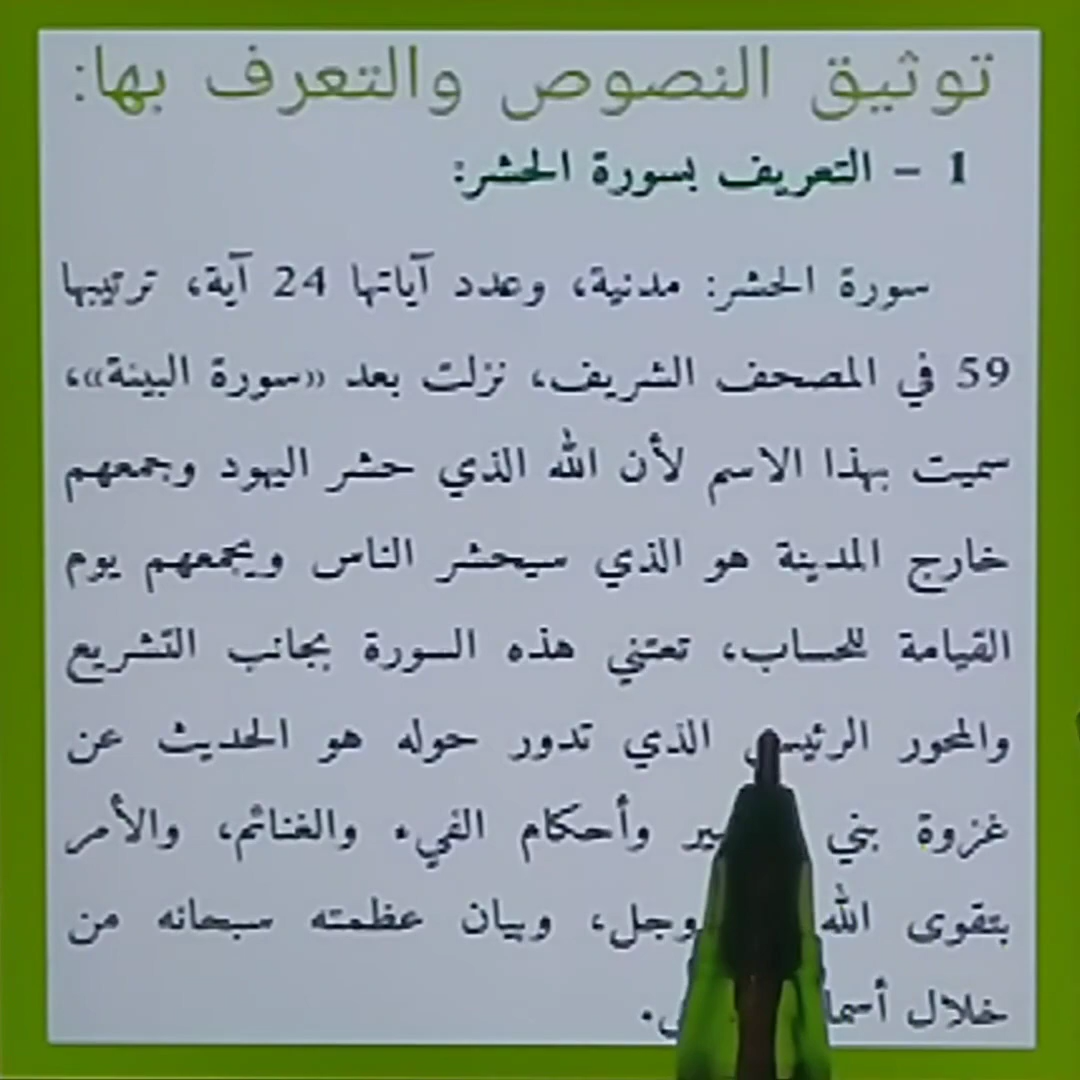 توثيق النصوص والتعرف بها:
1 - التعريف بسورة الحشر:
سورة الحشر: مدنية، وعدد آياتها 24 آية، ترتيبها
59 في المصحف الشريف، نزلت بعد «سورة البينة»،
سميت بهذا الاسم لأن الله الذي حشر اليهود وجمعهم
خارج المدينة هو الذي سيحشر الناس ويجمعهم يوم
القيامة للحساب، تعتني هذه السورة بجانب التشريع
والمحور الرئيسي الذي تدور حوله هو الحديث عن
غزوة بني وأحكام الفيء والغنائم، والأمر
بتقوى الله وجل، وبيان عظمته سبحانه من
خلال